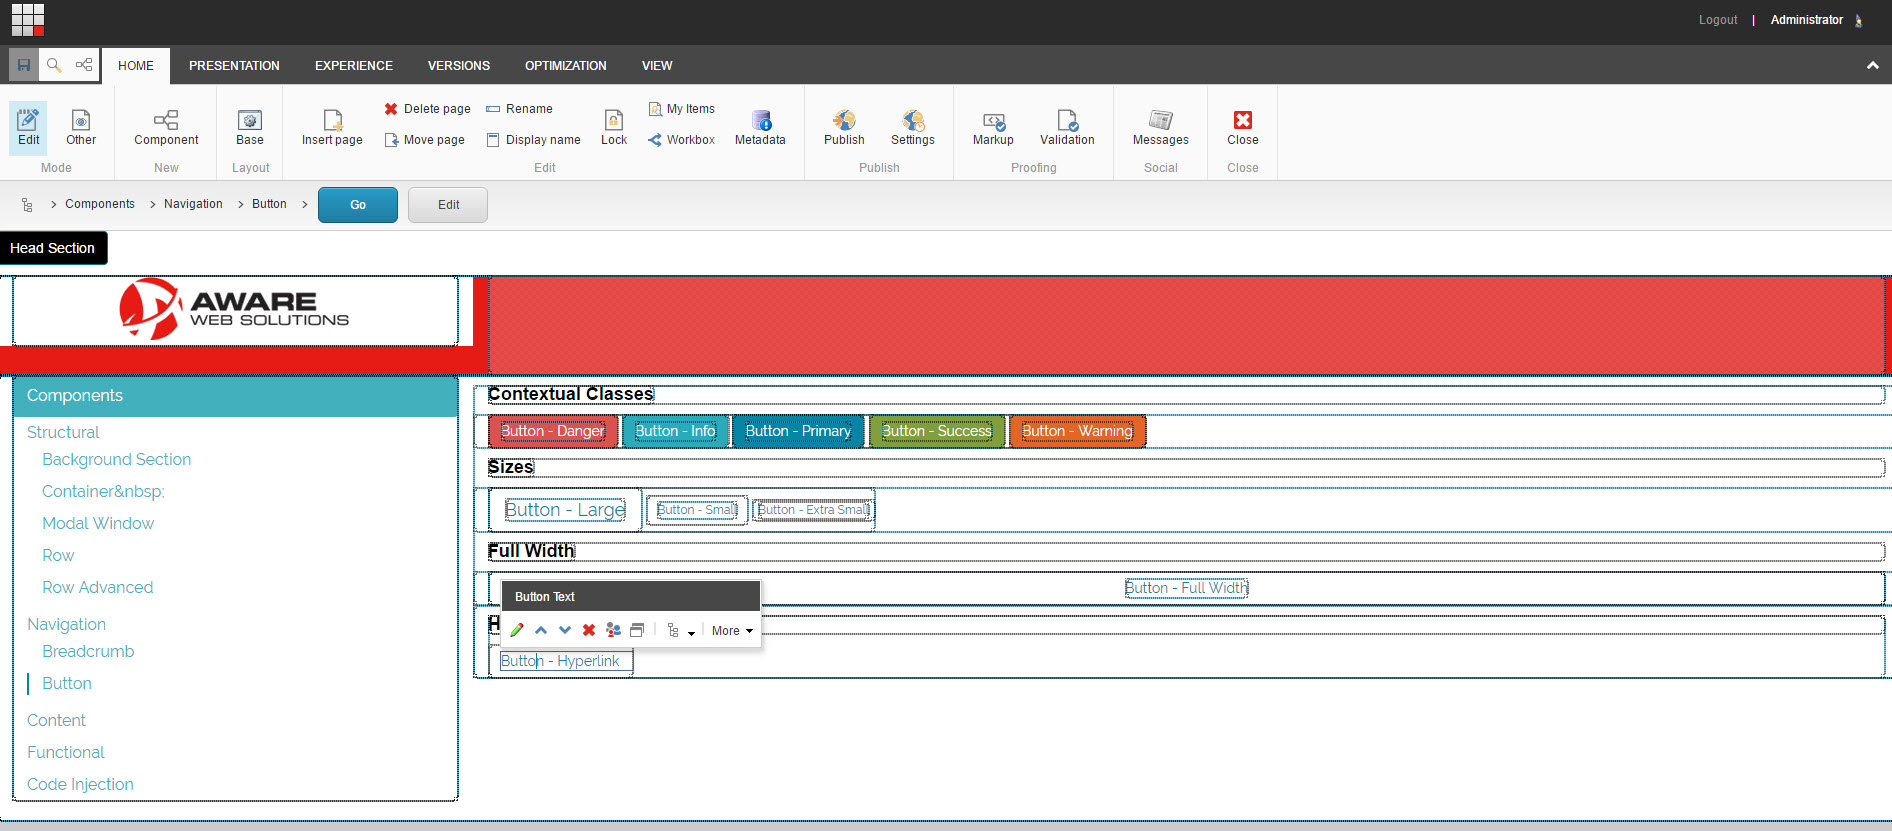 Logout | Administrator
HOME PRESENTATION EXPERIENCE VERSIONS OPTIMIZATION VIEW
Delete page Rename My Items
Edit Other Component Base Insert page Move page Display name Lock Workbox Metadata Publish Settings Markup Validation Messages Close
Mode New Layout Edit Publish Proofing Social Close
Components Navigation Button Go Edit
Head Section
AWARE
WEB SOLUTIONS
Components
Structural
Background Section
Container&nbsp;
Modal Window
Row
Row Advanced
Navigation
Breadcrumb
Button
Content
Functional
Code Injection
Contextual Classes
Button - Danger Button - Info Button - Primary Button - Success Button - Warning
Sizes
Button - Large Button - Small Button - Extra Small
Full Width
Button - Full Width
Button Text
More
Button - Hyperlink